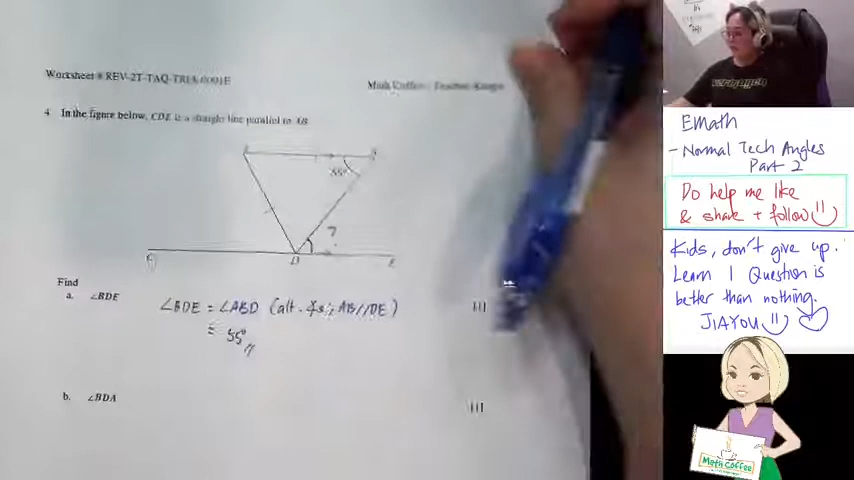 Worksheet # REV-2T-TAQ-TRIA
Math Coffee
4 In the figure below, CDE is a straight line parallel to AB
55°
?
C
D
E
Find
a. ∠BDE
∠BDE = ∠ABD (alt. ∠s, AB//DE)
= 55°
[1]
b. ∠BDA
[1]
EMath
- Normal Tech Angles
Part 2
Do help me like
& share + follow
Kids, don't give up.
Learn 1 Question is
better than nothing.
JIAYOU
Math Coffee